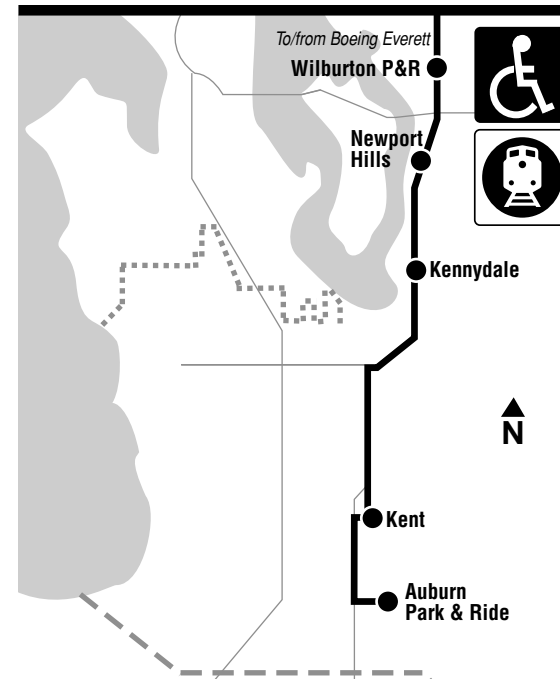 To/from Boeing Everett
Wilburton P&R
Newport
Hills
Kennydale
N
Kent
Auburn
Park & Ride